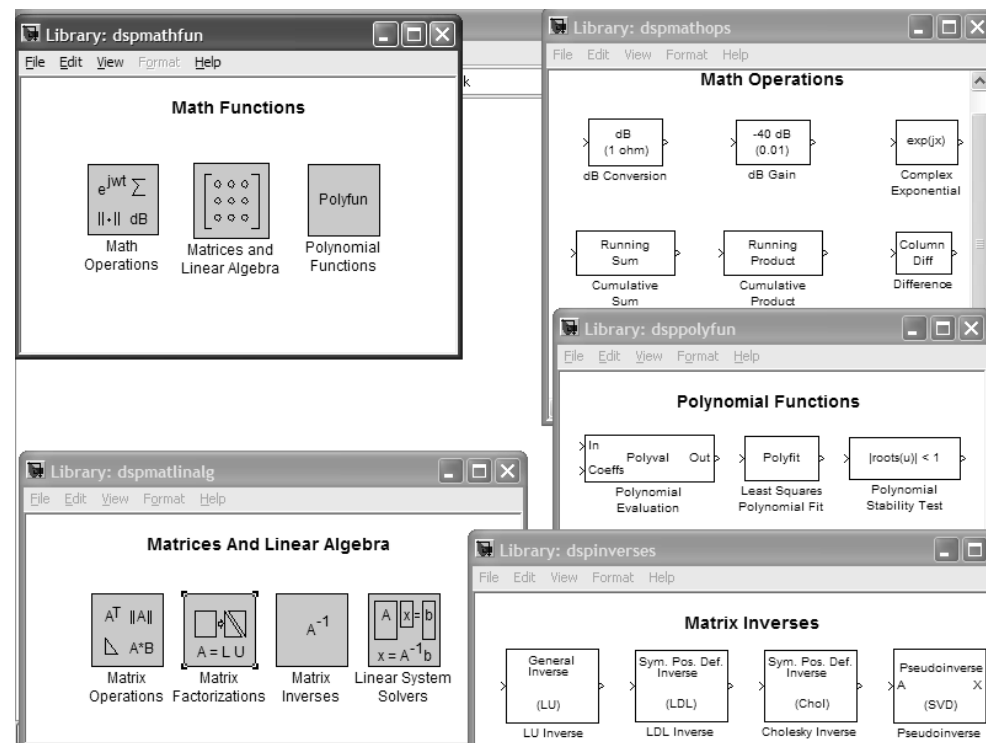 Library: dspmathfun
File Edit View Format Help
Math Functions
e^jwt ∑
||·|| dB
Math
Operations
Matrices and
Linear Algebra
Polyfun
Polynomial
Functions
k
Library: dspmathops
File Edit View Format Help
Math Operations
dB
(1 ohm)
dB Conversion
-40 dB
(0.01)
dB Gain
exp(jx)
Complex
Exponential
Running
Sum
Cumulative
Sum
Running
Product
Cumulative
Product
Column
Diff
Difference
Library: dsppolyfun
File Edit View Format Help
Polynomial Functions
In
Coeffs
Polyval
Out
Polynomial
Evaluation
Polyfit
Least Squares
Polynomial Fit
|roots(u)| < 1
Polynomial
Stability Test
Library: dspmatlinalg
File Edit View Format Help
Matrices And Linear Algebra
A^T ||A||
A*B
Matrix
Operations
A = L U
Matrix
Factorizations
A^-1
Matrix
Inverses
A x = b
x = A^-1 b
Linear System
Solvers
Library: dspinverses
File Edit View Format Help
Matrix Inverses
General
Inverse
(LU)
LU Inverse
Sym. Pos. Def.
Inverse
(LDL)
LDL Inverse
Sym. Pos. Def.
Inverse
(Chol)
Cholesky Inverse
Pseudoinverse
A X
(SVD)
Pseudoinverse